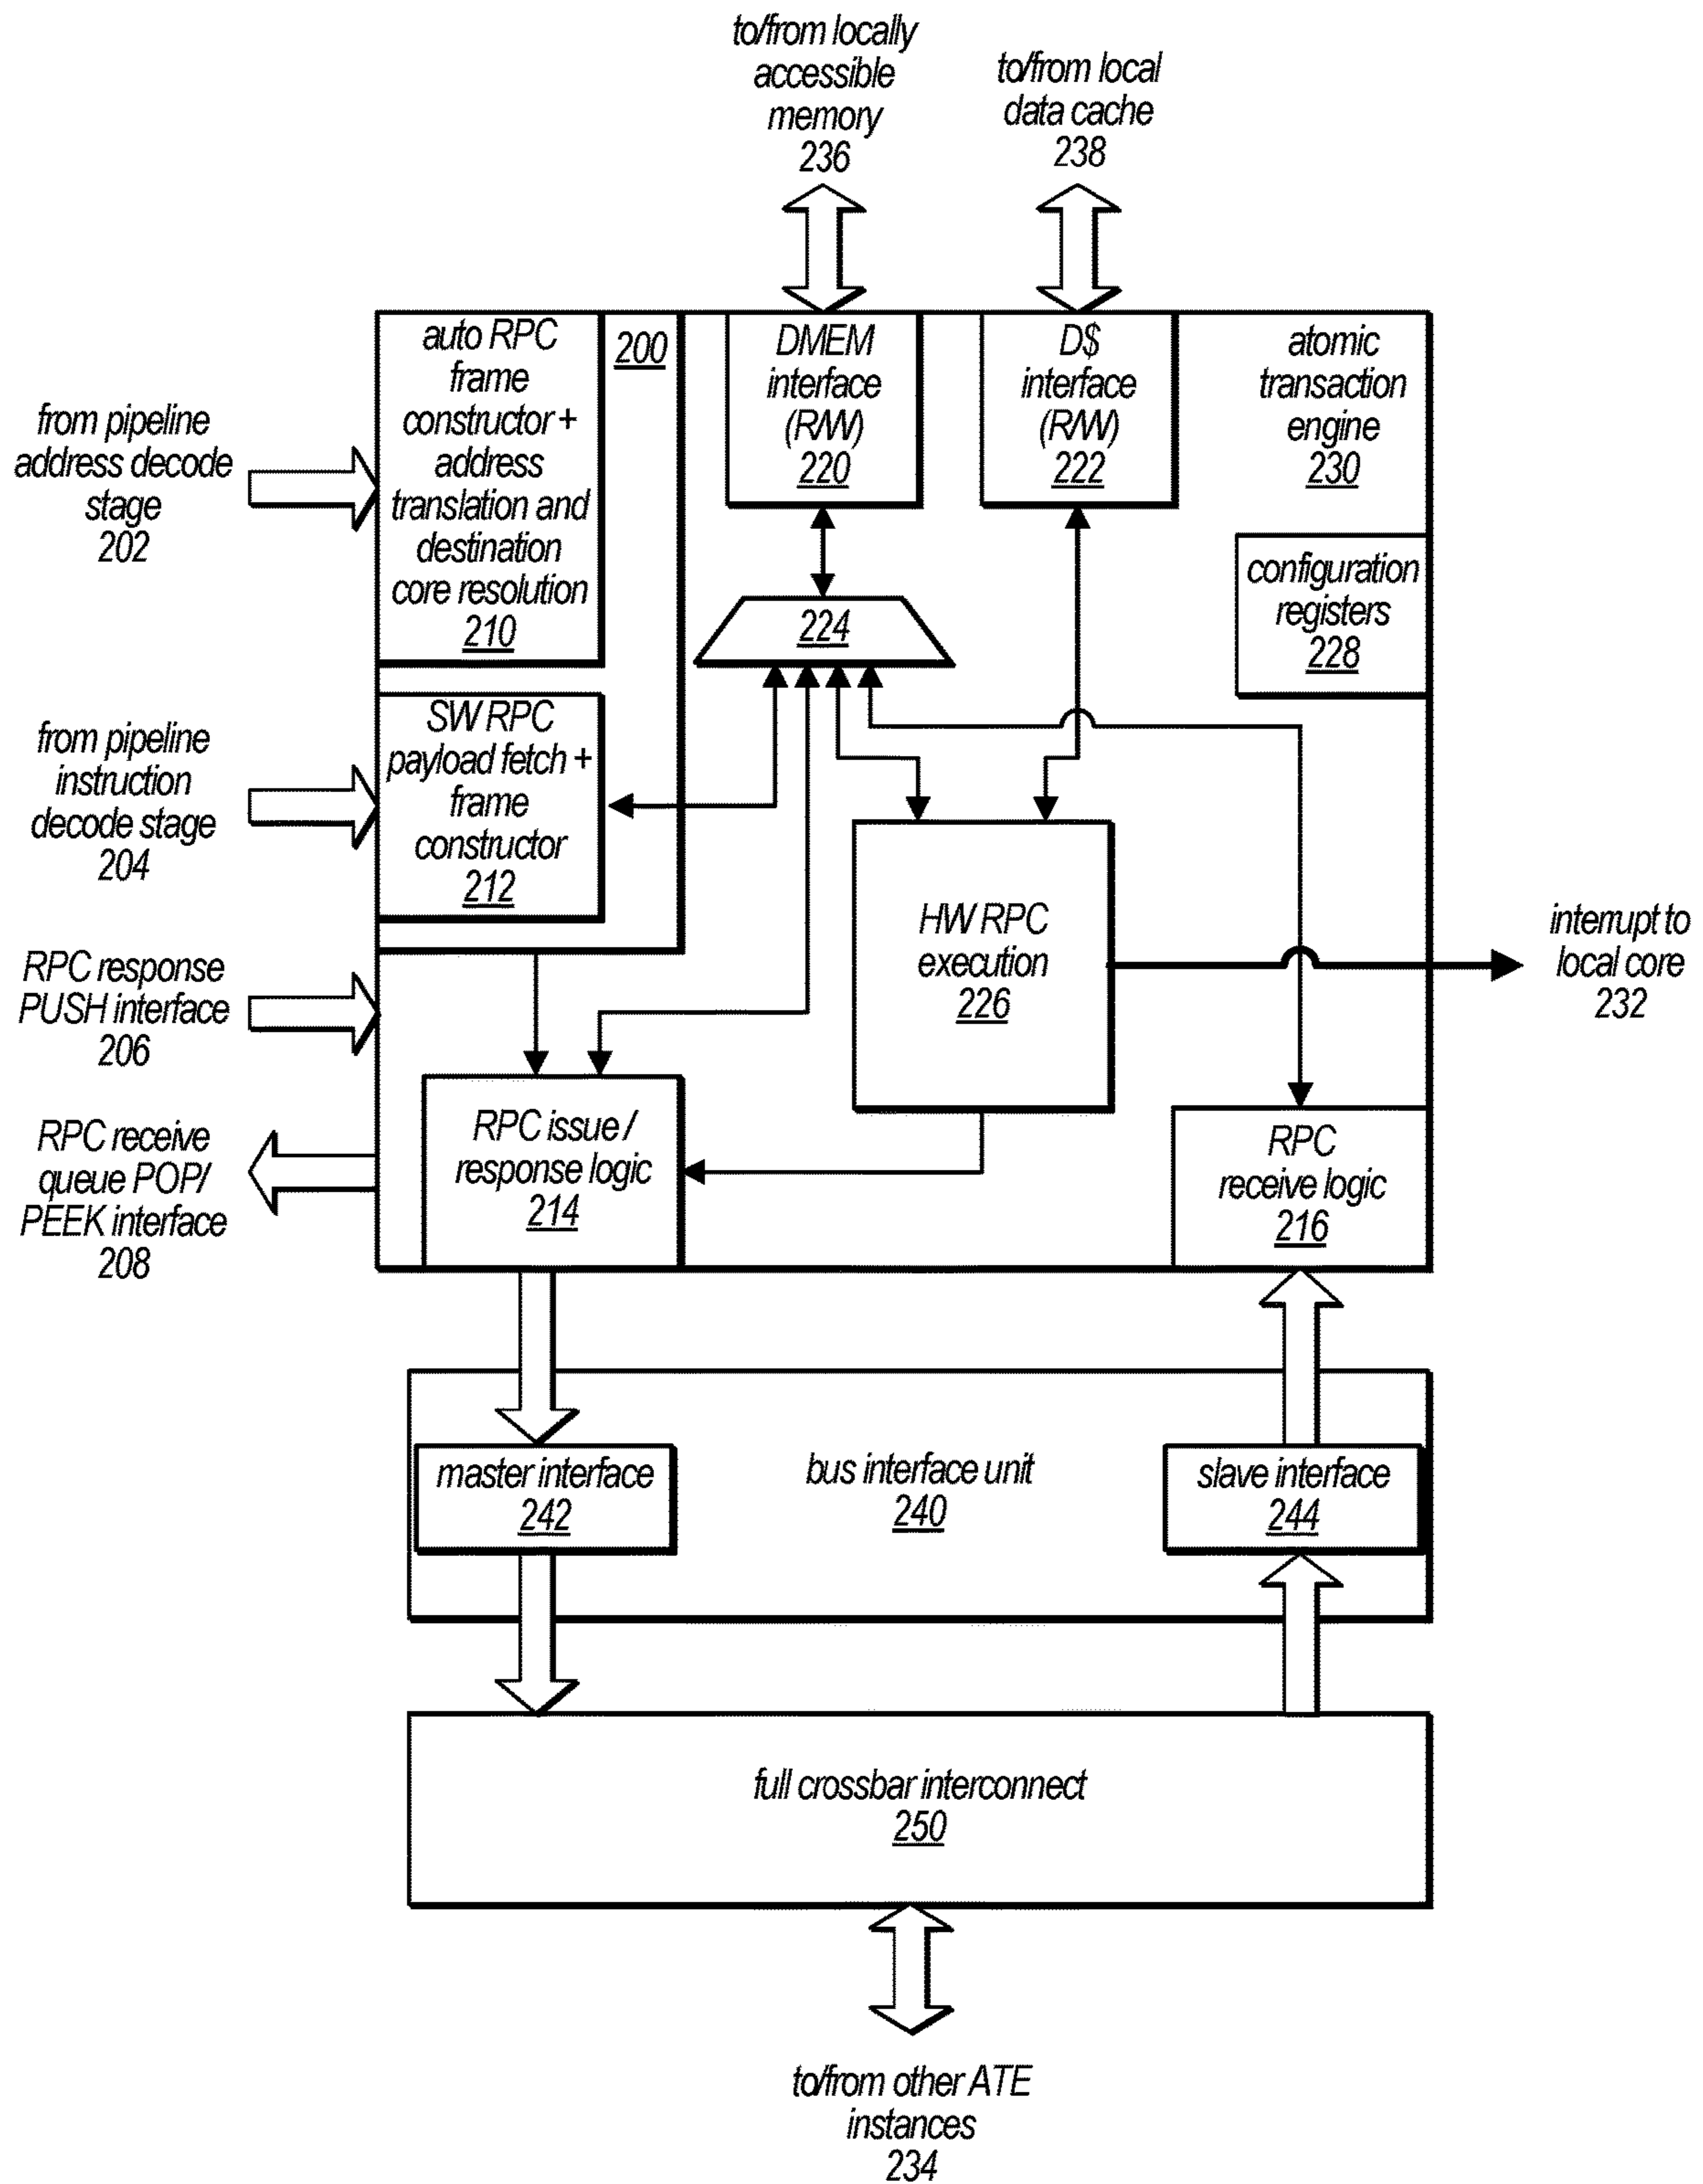 to/from locally
accessible
memory
236
to/from local
data cache
238
from pipeline
address decode
stage
202
from pipeline
instruction
decode stage
204
RPC response
PUSH interface
206
RPC receive
queue POP/
PEEK interface
208
auto RPC
frame
constructor +
address
translation and
destination
core resolution
210
200
SW RPC
payload fetch +
frame
constructor
212
DMEM
interface
(R/W)
220
D$
interface
(R/W)
222
atomic
transaction
engine
230
configuration
registers
228
224
HW RPC
execution
226
interrupt to
local core
232
RPC issue /
response logic
214
RPC
receive logic
216
master interface
242
bus interface unit
240
slave interface
244
full crossbar interconnect
250
to/from other ATE
instances
234